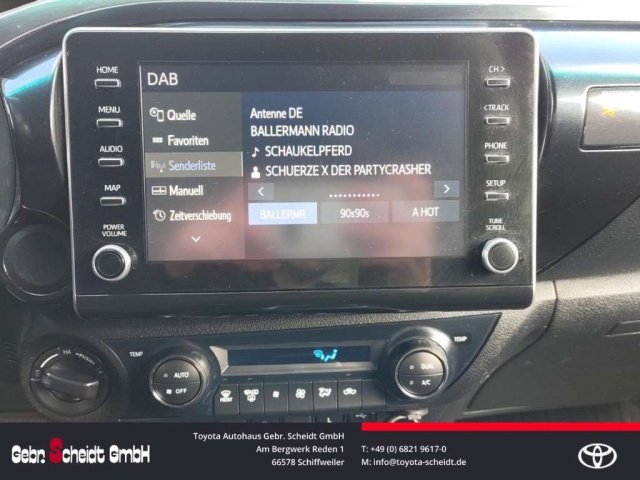 HOME
MENU
AUDIO
MAP
POWER
VOLUME
DAB
Quelle
Favoriten
Senderliste
Manuell
Zeitverschiebung
Antenne DE
BALLERMANN RADIO
SCHAUKELPFERD
SCHUERZE X DER PARTYCRASHER
BALLERMR
90s90s
A HOT
CH >
< TRACK
PHONE
SETUP
TUNE
SCROLL
TEMP
TEMP
AUTO
OFF
DUAL
A/C
Gebr. Scheidt GmbH
Toyota Autohaus Gebr. Scheidt GmbH
Am Bergwerk Reden 1
66578 Schiffweiler
T: +49 (0) 6821 9617-0
M: info@toyota-scheidt.de